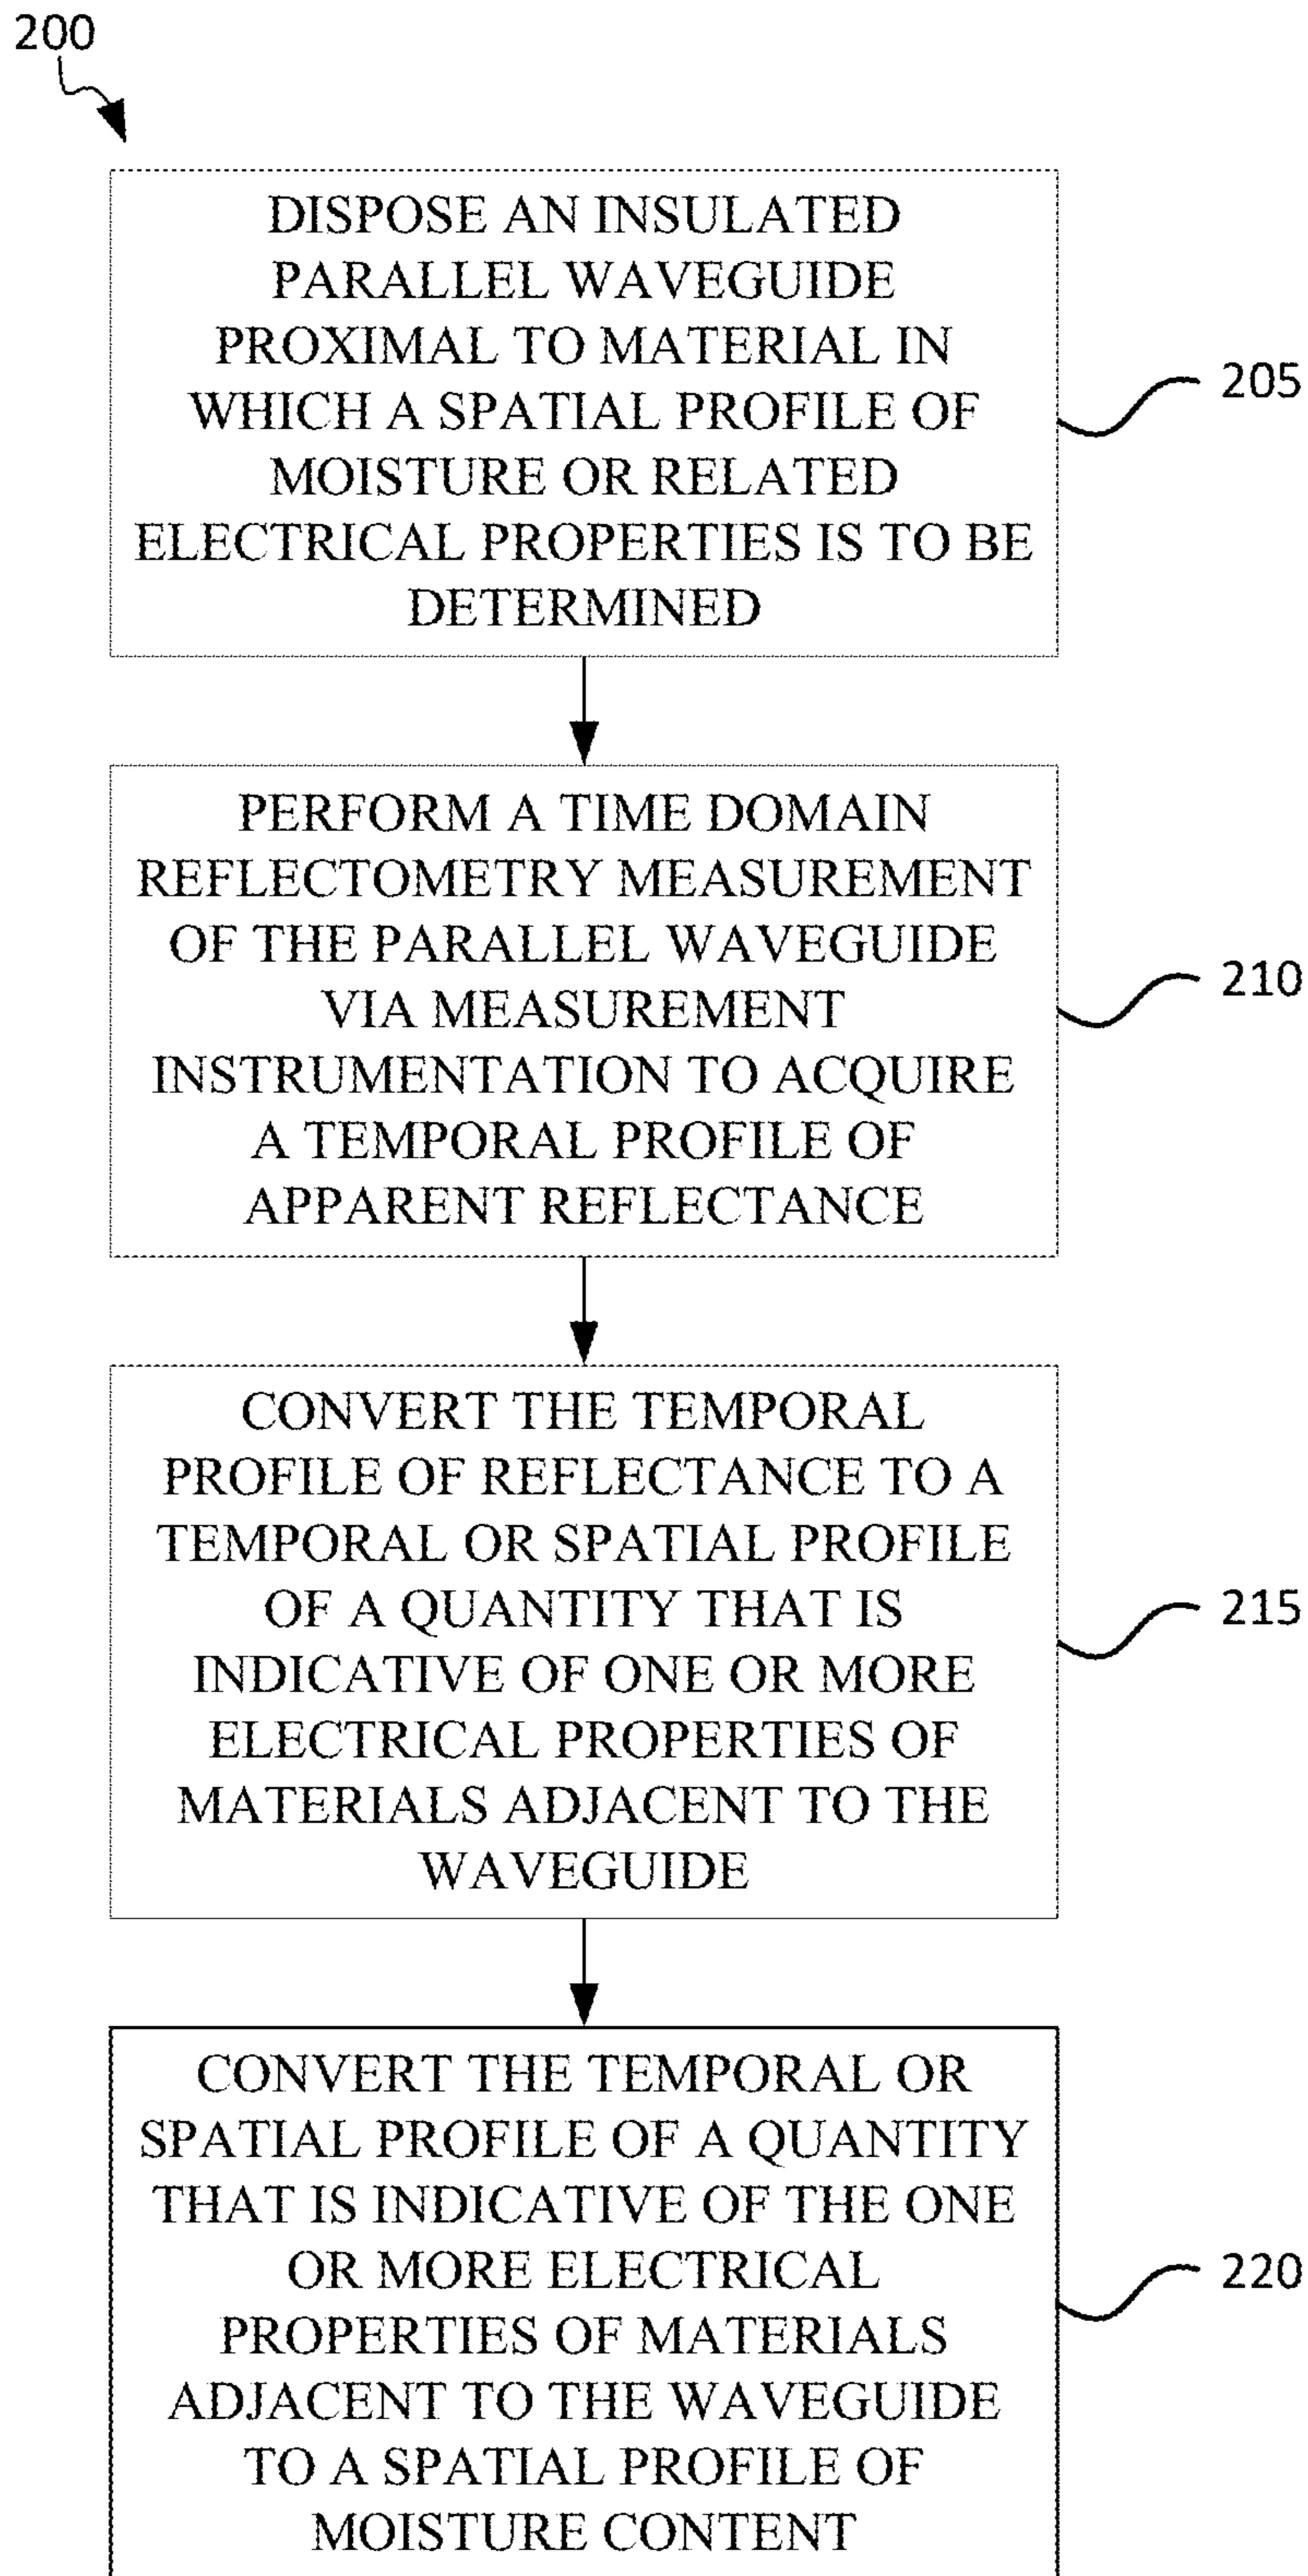 200
DISPOSE AN INSULATED
PARALLEL WAVEGUIDE
PROXIMAL TO MATERIAL IN
WHICH A SPATIAL PROFILE OF
MOISTURE OR RELATED
ELECTRICAL PROPERTIES IS TO BE
DETERMINED
205
PERFORM A TIME DOMAIN
REFLECTOMETRY MEASUREMENT
OF THE PARALLEL WAVEGUIDE
VIA MEASUREMENT
INSTRUMENTATION TO ACQUIRE
A TEMPORAL PROFILE OF
APPARENT REFLECTANCE
210
CONVERT THE TEMPORAL
PROFILE OF REFLECTANCE TO A
TEMPORAL OR SPATIAL PROFILE
OF A QUANTITY THAT IS
INDICATIVE OF ONE OR MORE
ELECTRICAL PROPERTIES OF
MATERIALS ADJACENT TO THE
WAVEGUIDE
215
CONVERT THE TEMPORAL OR
SPATIAL PROFILE OF A QUANTITY
THAT IS INDICATIVE OF THE ONE
OR MORE ELECTRICAL
PROPERTIES OF MATERIALS
ADJACENT TO THE WAVEGUIDE
TO A SPATIAL PROFILE OF
MOISTURE CONTENT
220